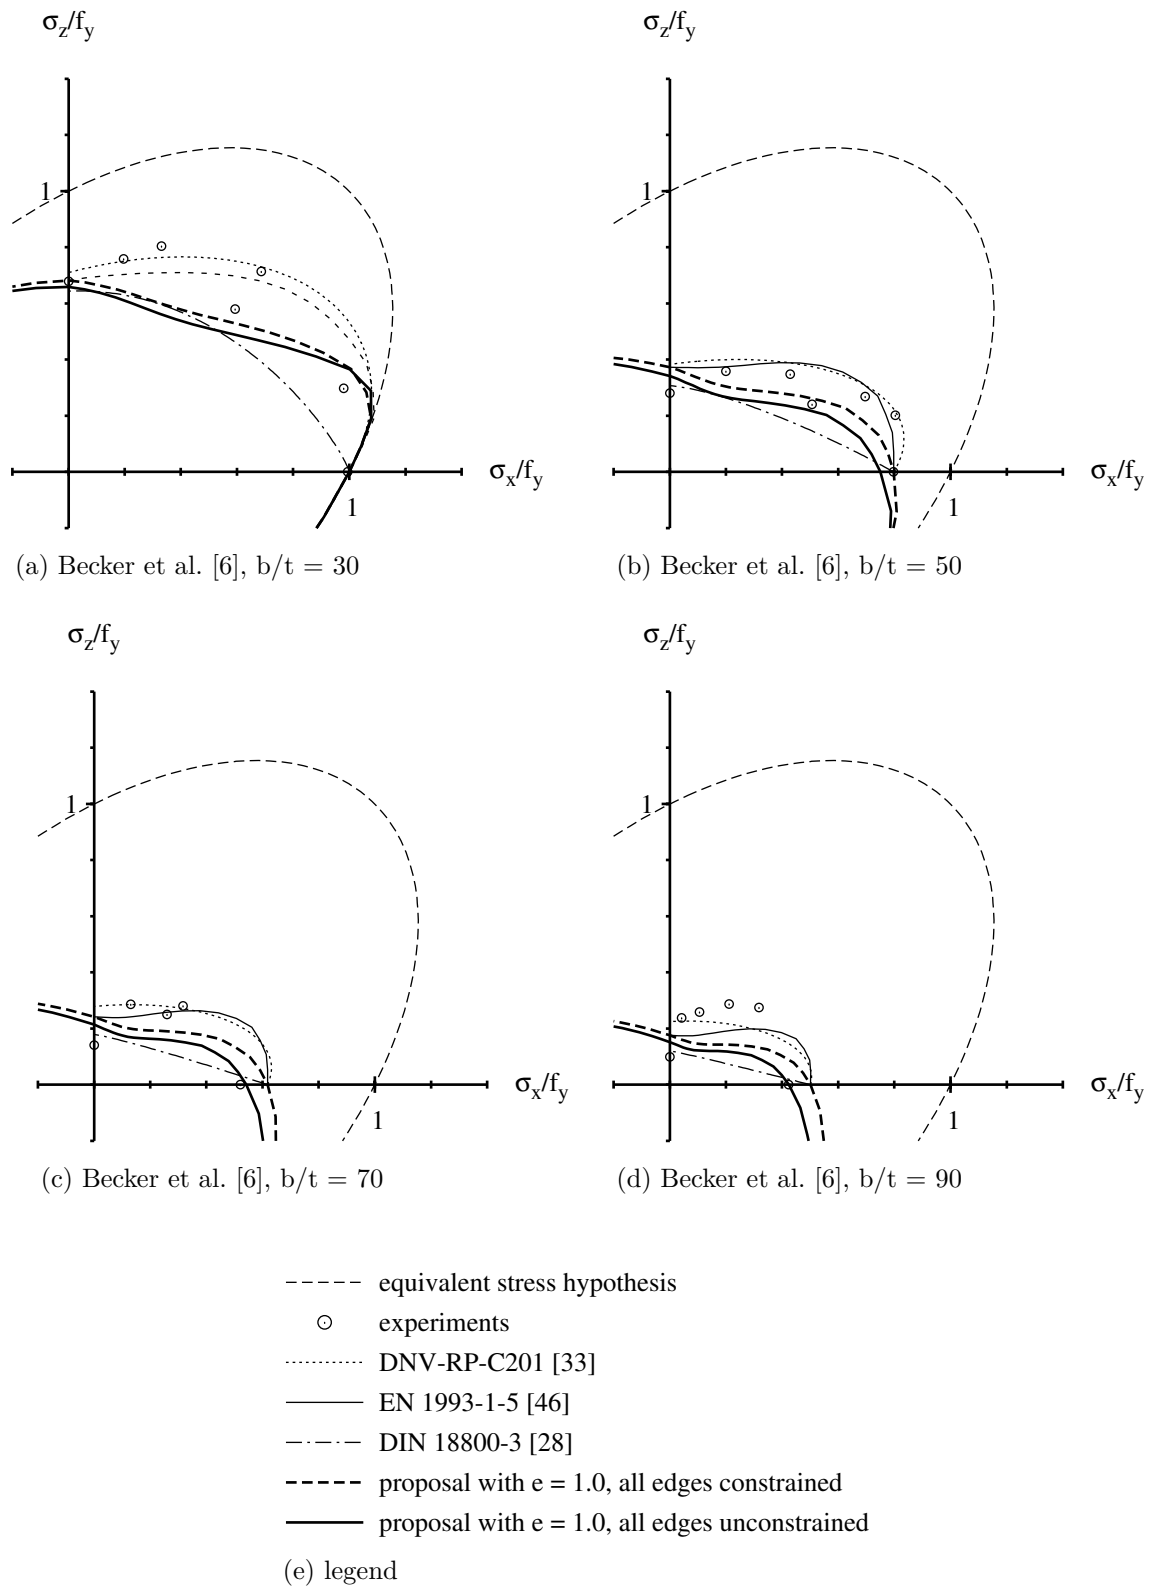 σz/fy
σz/fy
1
1
σx/fy
σx/fy
1
1
(a) Becker et al. [6], b/t = 30
(b) Becker et al. [6], b/t = 50
σz/fy
σz/fy
1
1
σx/fy
σx/fy
1
1
(c) Becker et al. [6], b/t = 70
(d) Becker et al. [6], b/t = 90
equivalent stress hypothesis
experiments
DNV-RP-C201 [33]
EN 1993-1-5 [46]
DIN 18800-3 [28]
proposal with e = 1.0, all edges constrained
proposal with e = 1.0, all edges unconstrained
(e) legend